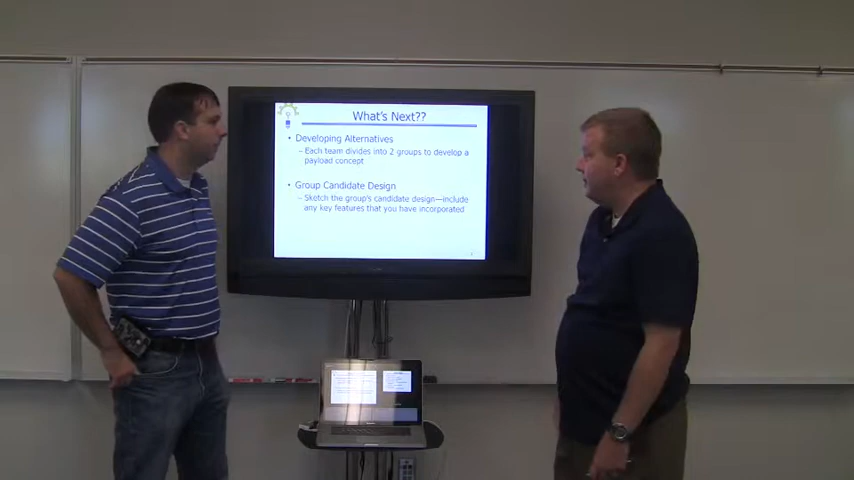 What's Next??
• Developing Alternatives
– Each team divides into 2 groups to develop a
payload concept
• Group Candidate Design
– Sketch the group's candidate design—include
any key features that you have incorporated